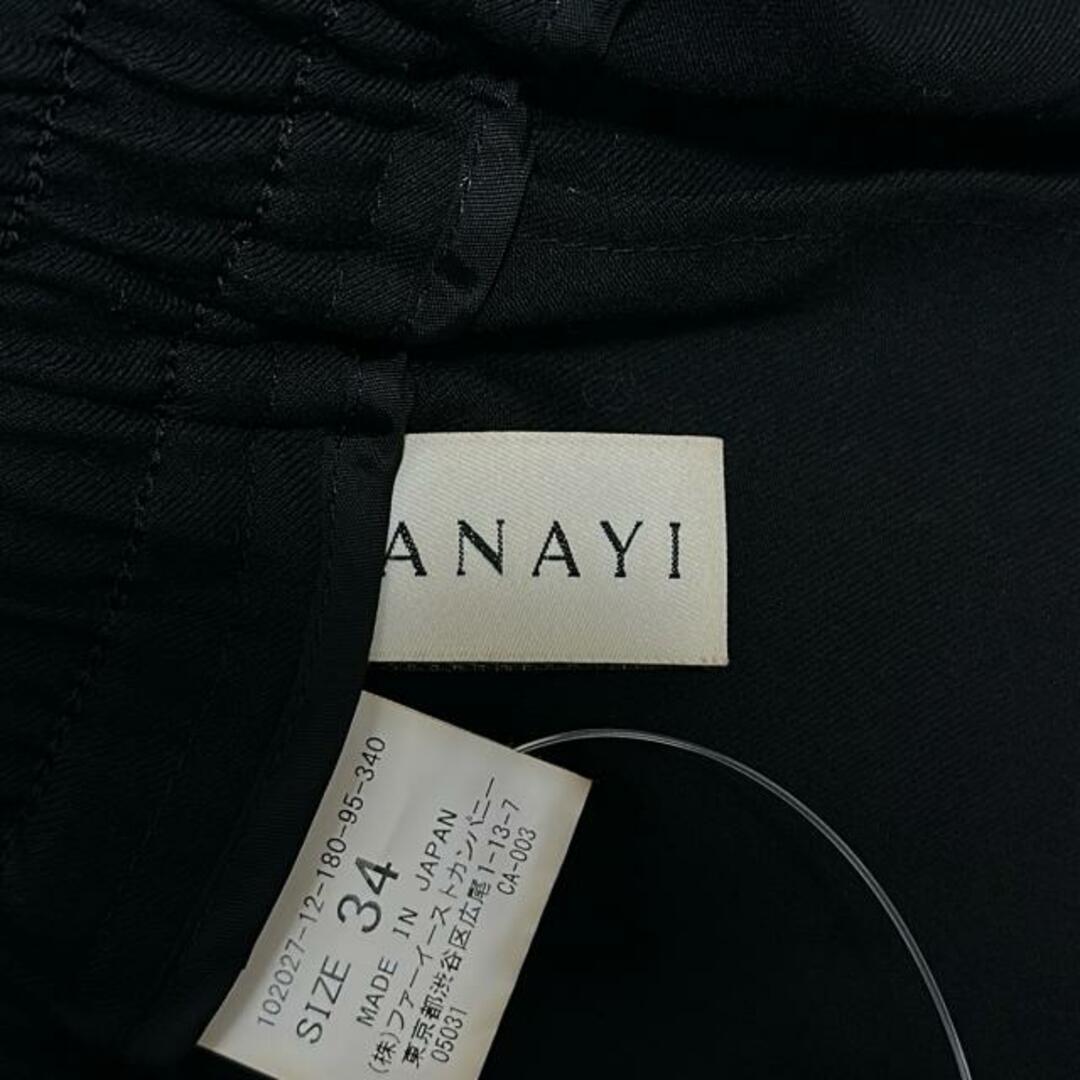 ANAYI
102027-12-180-95-340
SIZE 34
MADE IN JAPAN
(株)ファーイーストカンパニー
東京都渋谷区広尾1-13-7
05031 CA-003